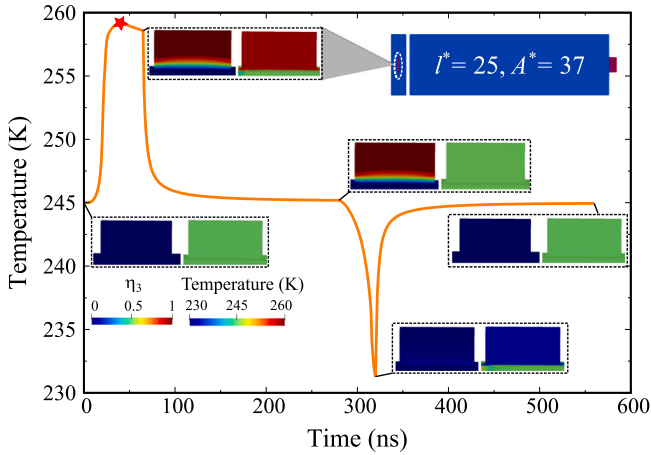 260
255
250
245
240
235
230
Temperature (K)
l* = 25, A* = 37
η3
0 0.5 1
Temperature (K)
230 245 260
0 100 200 300 400 500 600
Time (ns)